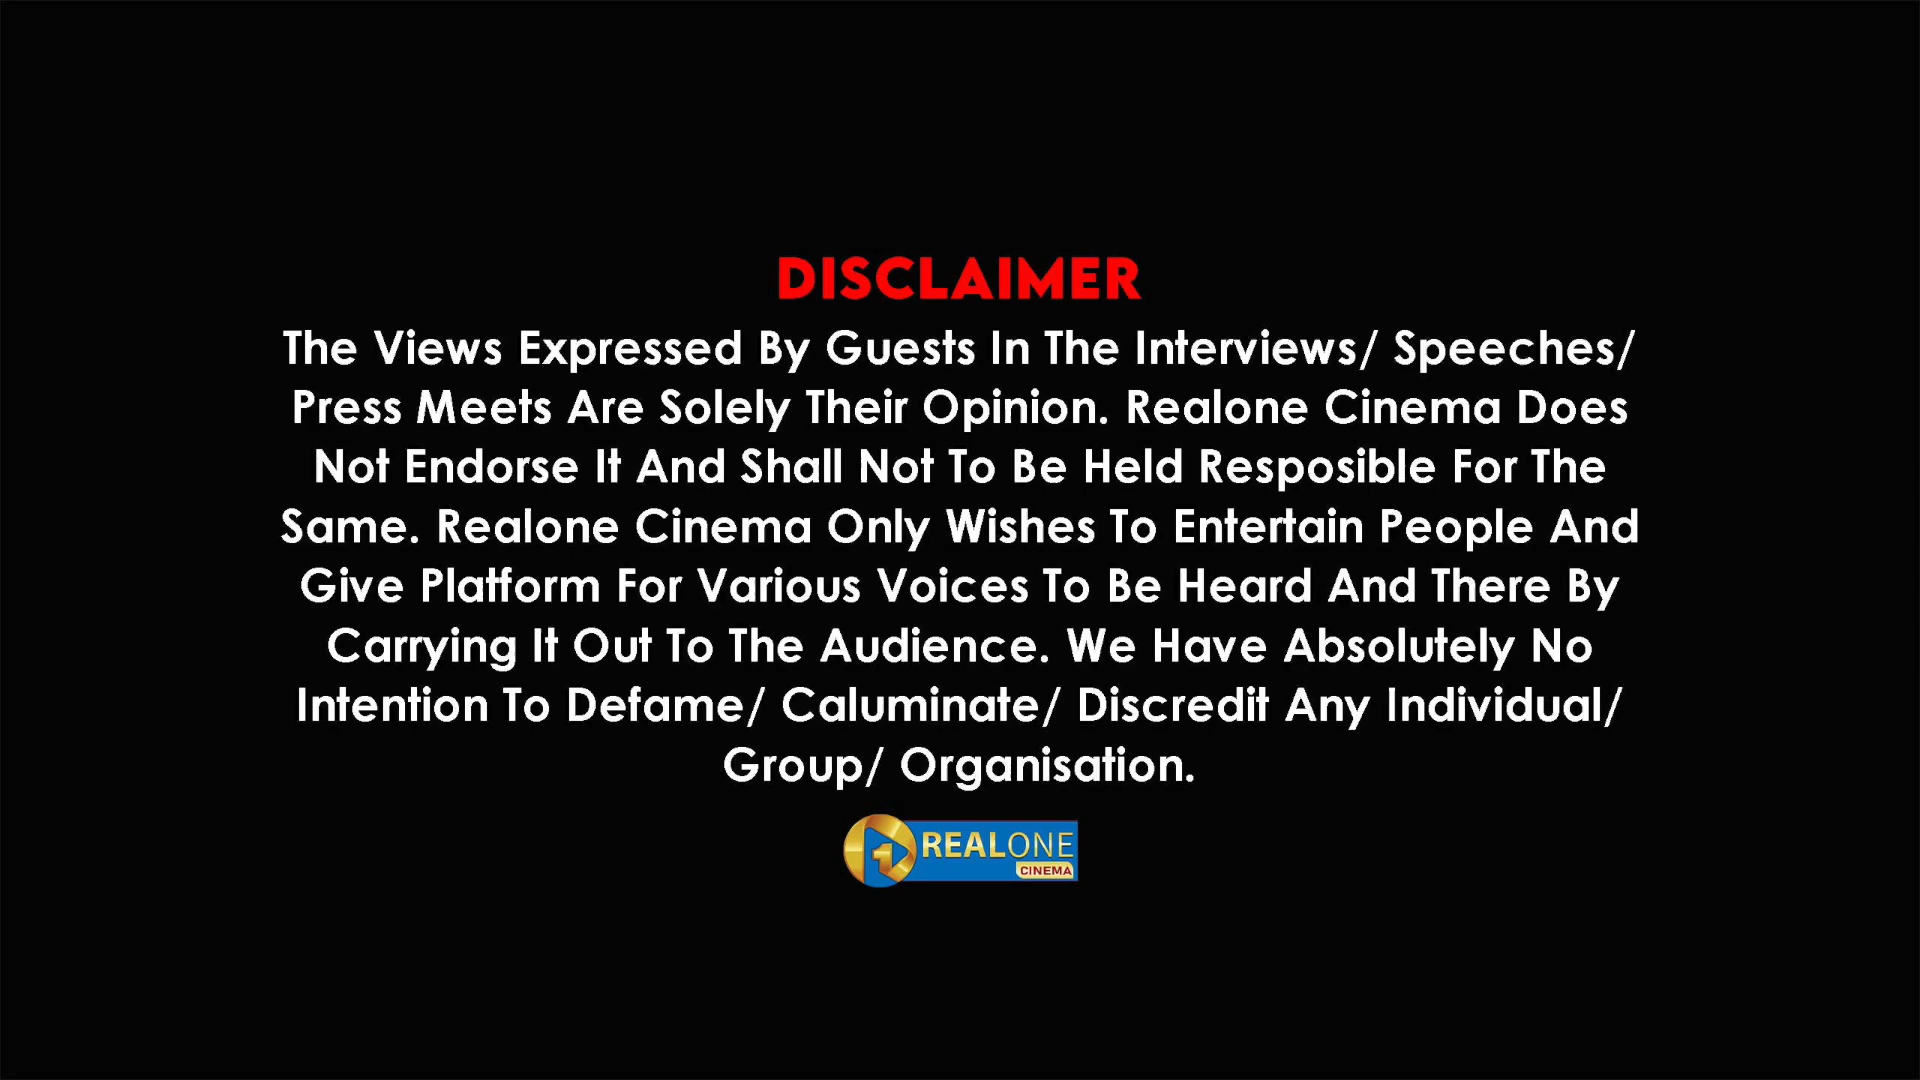 DISCLAIMER
The Views Expressed By Guests In The Interviews/ Speeches/
Press Meets Are Solely Their Opinion. Realone Cinema Does
Not Endorse It And Shall Not To Be Held Resposible For The
Same. Realone Cinema Only Wishes To Entertain People And
Give Platform For Various Voices To Be Heard And There By
Carrying It Out To The Audience. We Have Absolutely No
Intention To Defame/ Caluminate/ Discredit Any Individual/
Group/ Organisation.
1 REALONE
CINEMA